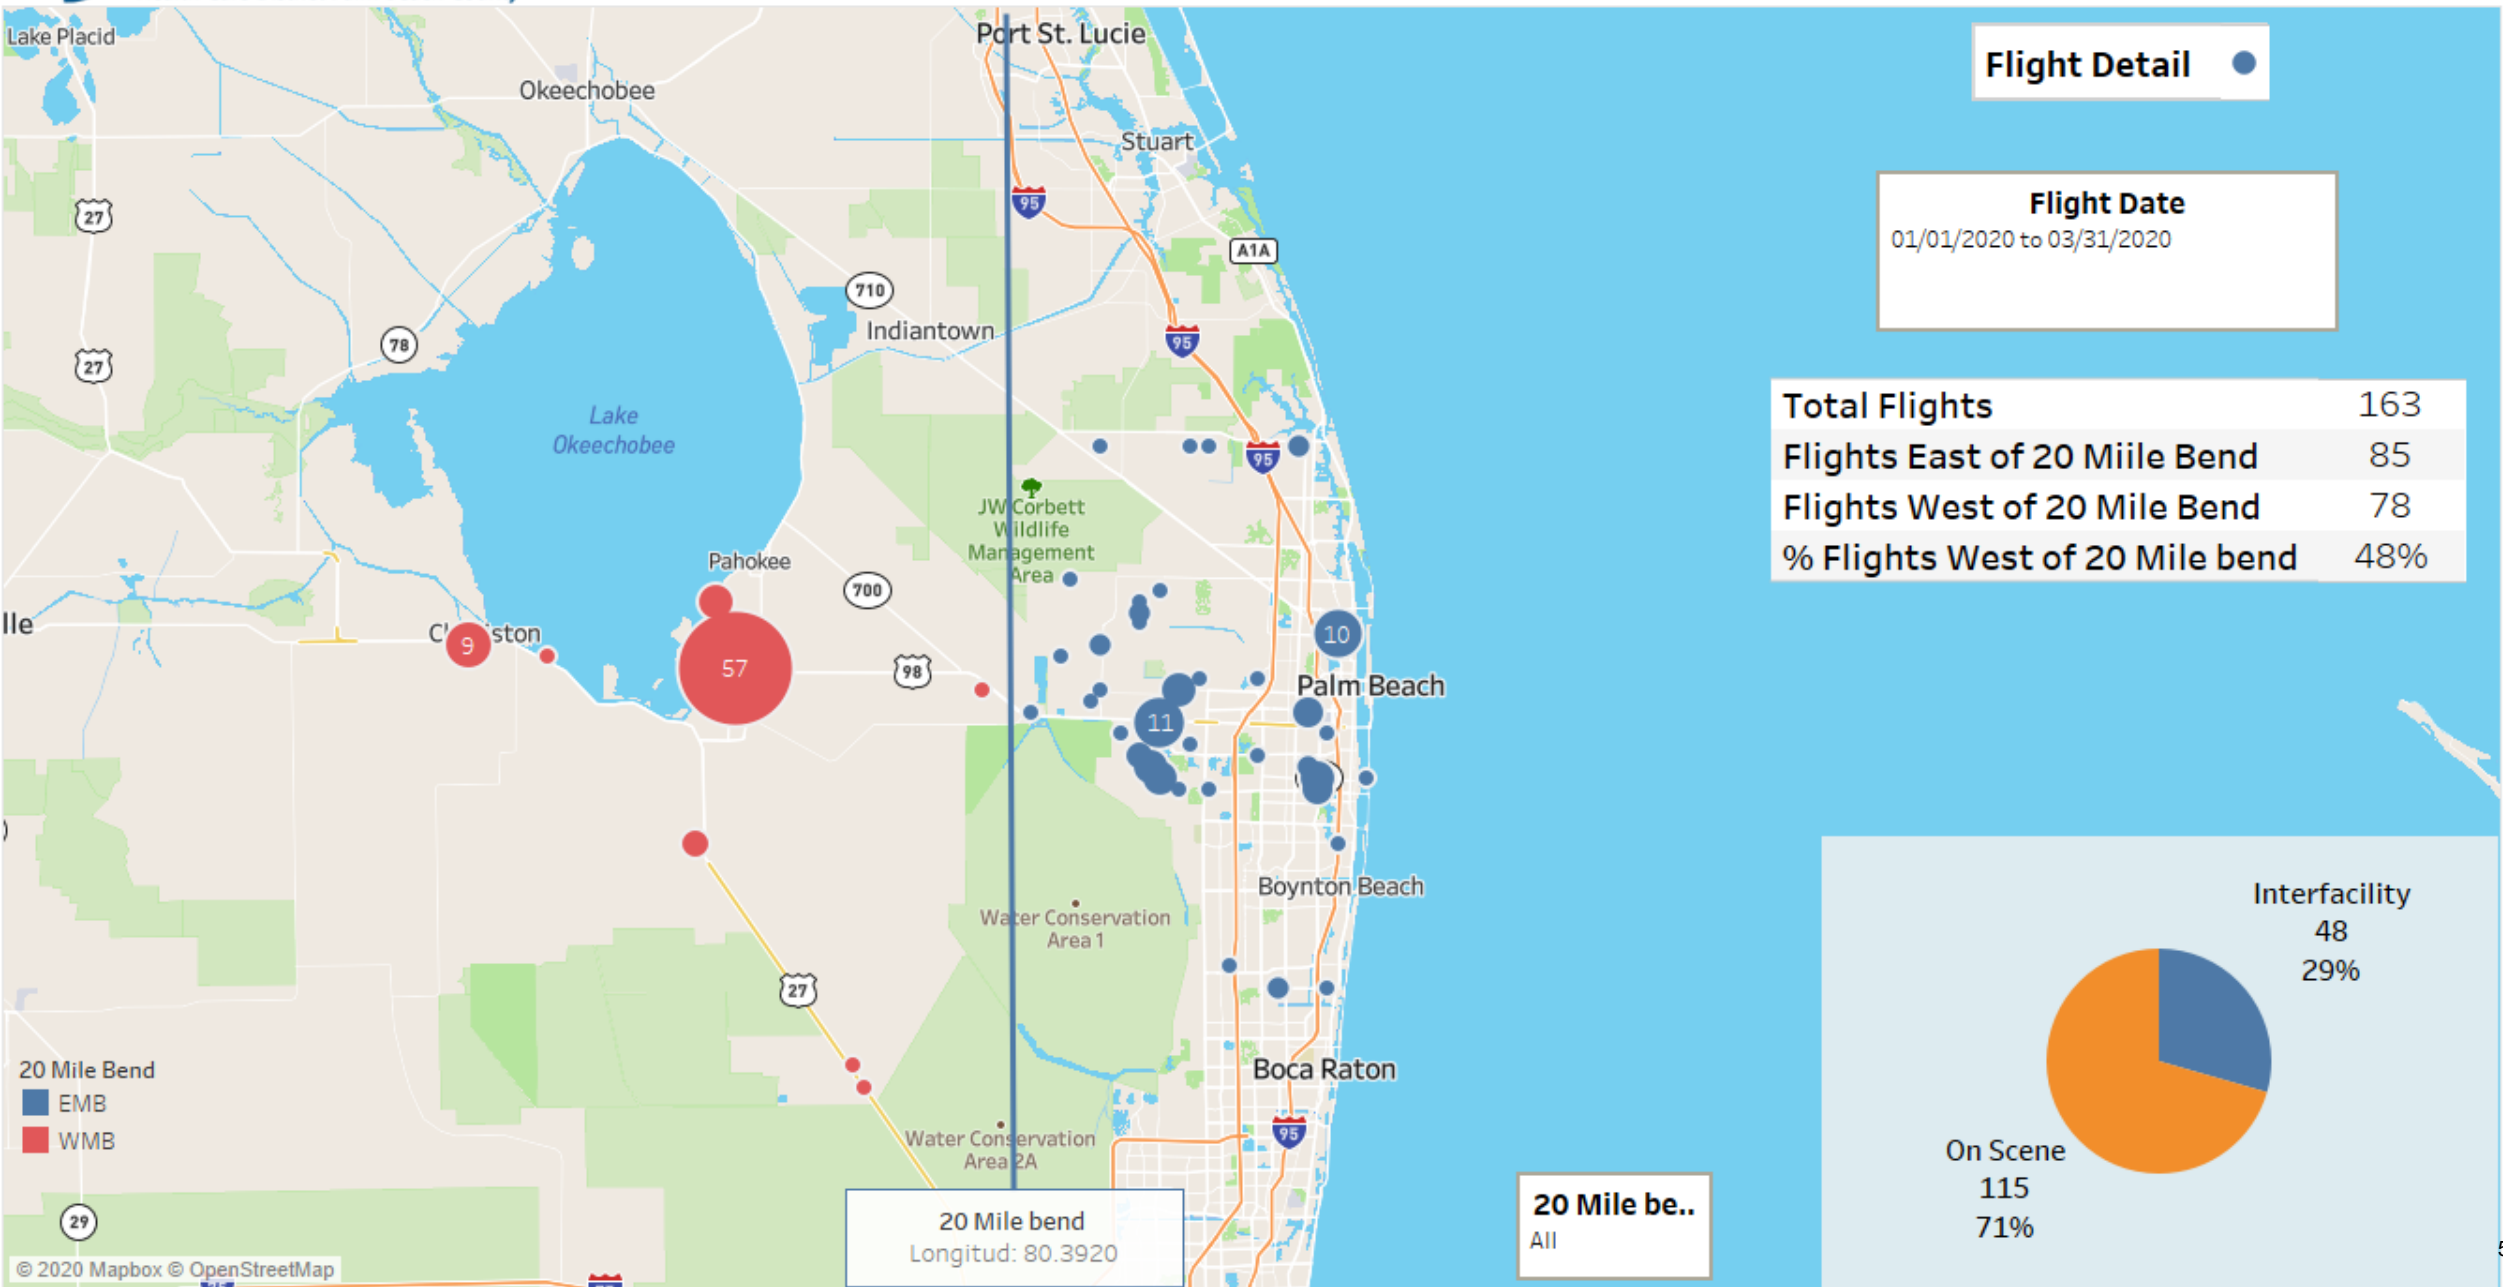 Lake Placid
Port St. Lucie
Flight Detail
Okeechobee
Stuart
27
95
Flight Date
01/01/2020 to 03/31/2020
A1A
710
Indiantown
78
95
27
Lake
Okeechobee
Total Flights 163
Flights East of 20 Miile Bend 85
Flights West of 20 Mile Bend 78
% Flights West of 20 Mile bend 48%
95
JW Corbett
Wildlife
Management
Area
Pahokee
700
lle
9
57
98
10
Palm Beach
11
Boynton Beach
Water Conservation
Area 1
27
Interfacility
48
29%
20 Mile Bend
EMB
WMB
Boca Raton
95
Water Conservation
Area 2A
On Scene
115
71%
20 Mile bend
Longitud: 80.3920
20 Mile be..
All
29
© 2020 Mapbox © OpenStreetMap